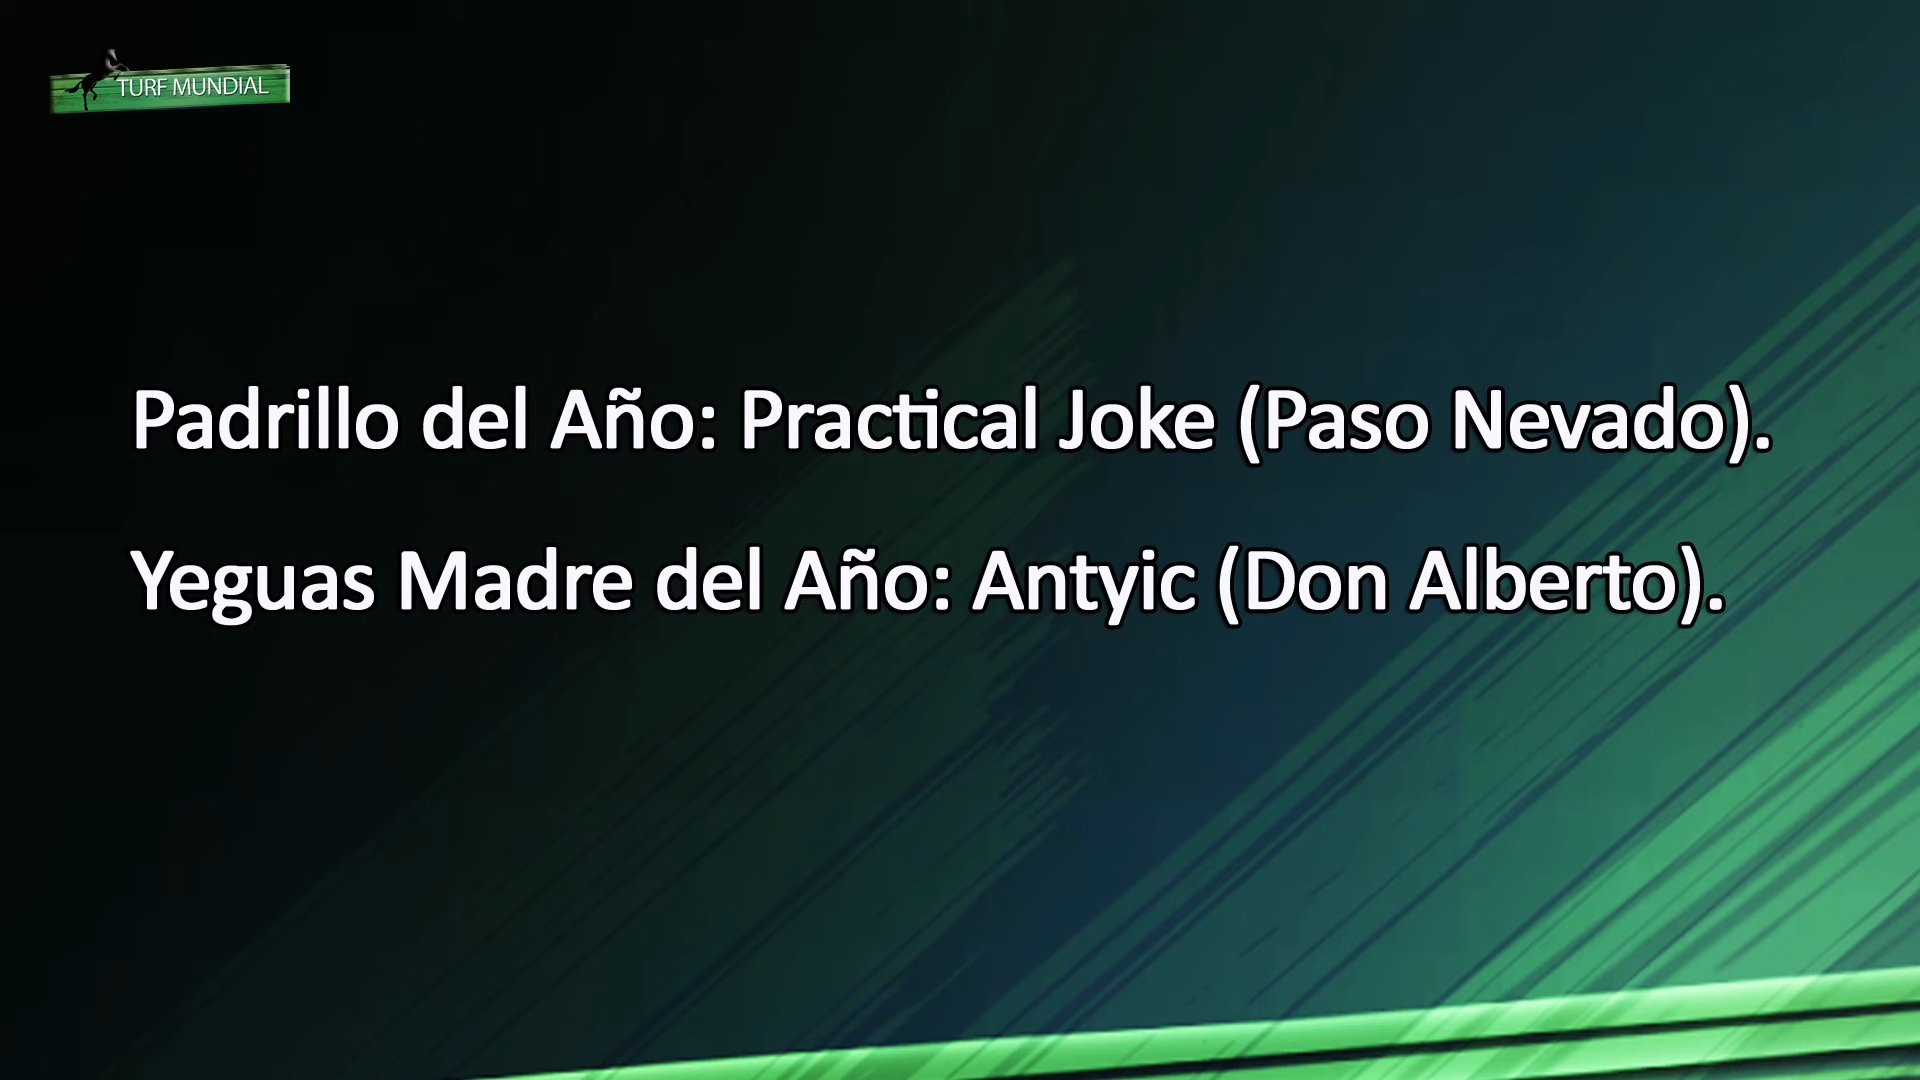 TURF MUNDIAL
Padrillo del Año: Practical Joke (Paso Nevado).
Yeguas Madre del Año: Antyic (Don Alberto).